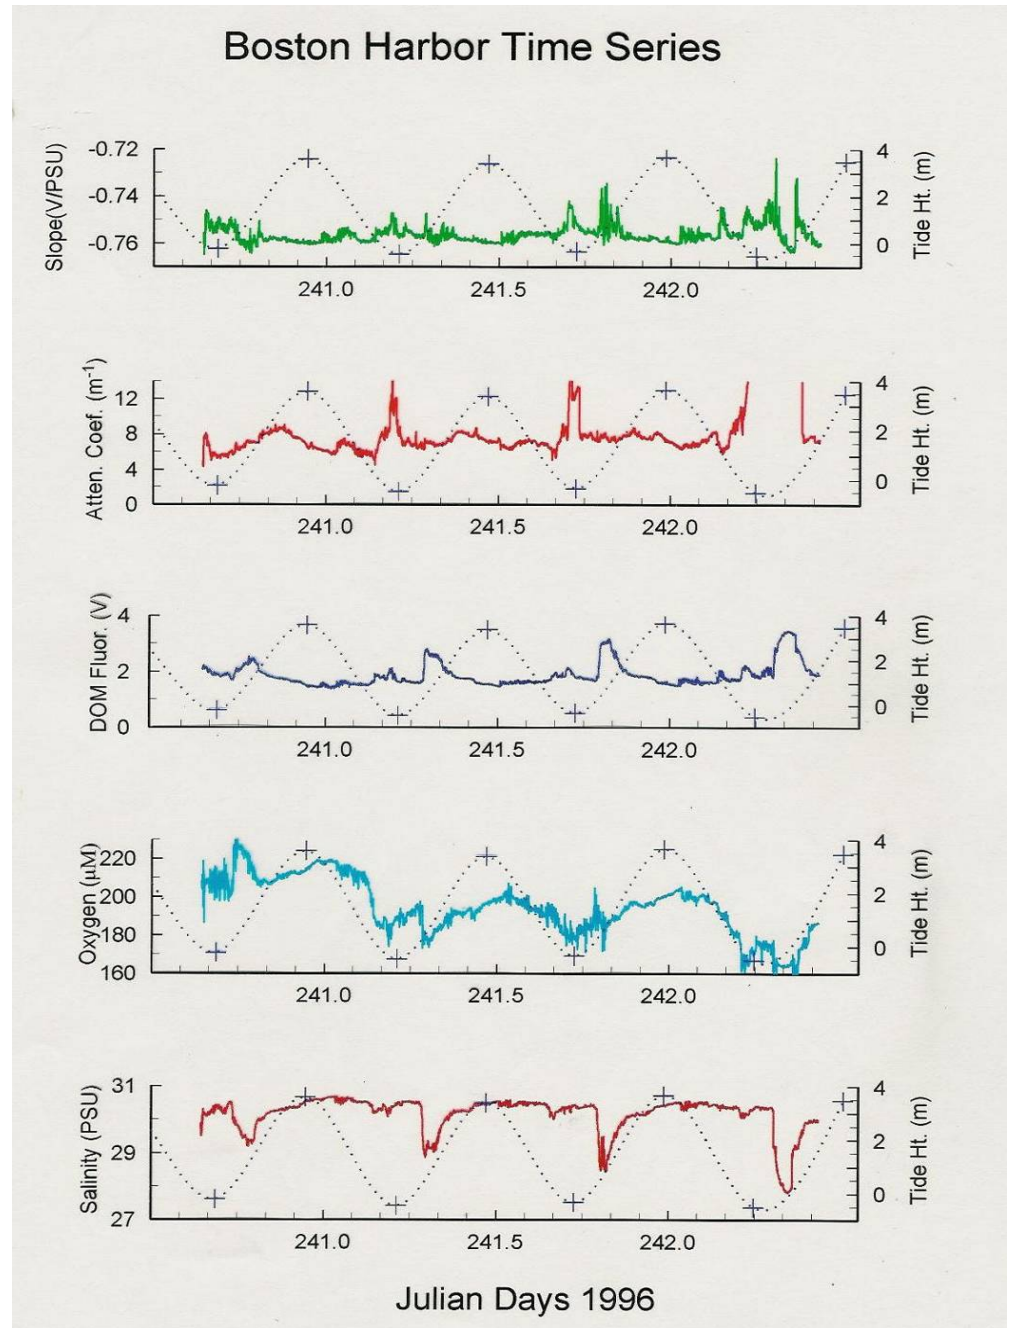 Boston Harbor Time Series
Slope(V/PSU)
-0.72
-0.74
-0.76
4
2
0
Tide Ht. (m)
241.0 241.5 242.0
Atten. Coef. (m-1)
12
8
4
0
4
2
0
Tide Ht. (m)
241.0 241.5 242.0
DOM Fluor. (V)
4
2
0
4
2
0
Tide Ht. (m)
241.0 241.5 242.0
Oxygen (μM)
220
200
180
160
4
2
0
Tide Ht. (m)
241.0 241.5 242.0
Salinity (PSU)
31
29
27
4
2
0
Tide Ht. (m)
241.0 241.5 242.0
Julian Days 1996